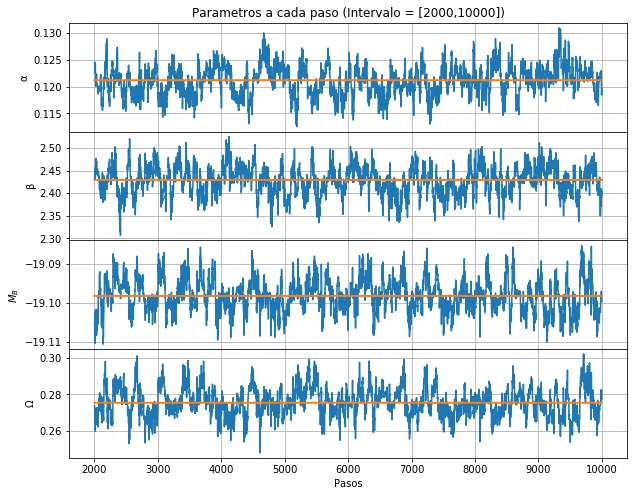 Parametros a cada paso (Intervalo = [2000,10000])
0.130
0.125
0.120
0.115
α
2.50
2.45
2.40
2.35
2.30
β
−19.09
−19.10
−19.11
M_B
0.30
0.28
0.26
Ω
2000 3000 4000 5000 6000 7000 8000 9000 10000
Pasos